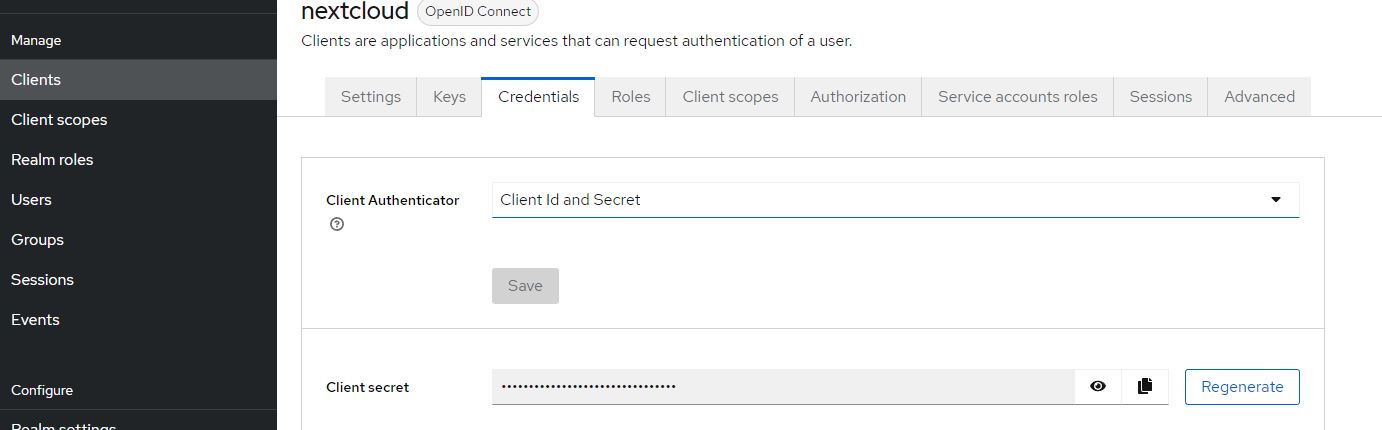 nextcloud OpenID Connect
Clients are applications and services that can request authentication of a user.
Manage
Clients
Client scopes
Realm roles
Users
Groups
Sessions
Events
Configure
Realm settings
Settings Keys Credentials Roles Client scopes Authorization Service accounts roles Sessions Advanced
Client Authenticator Client Id and Secret
Save
Client secret •••••••••••••••••••••••••••••••• Regenerate